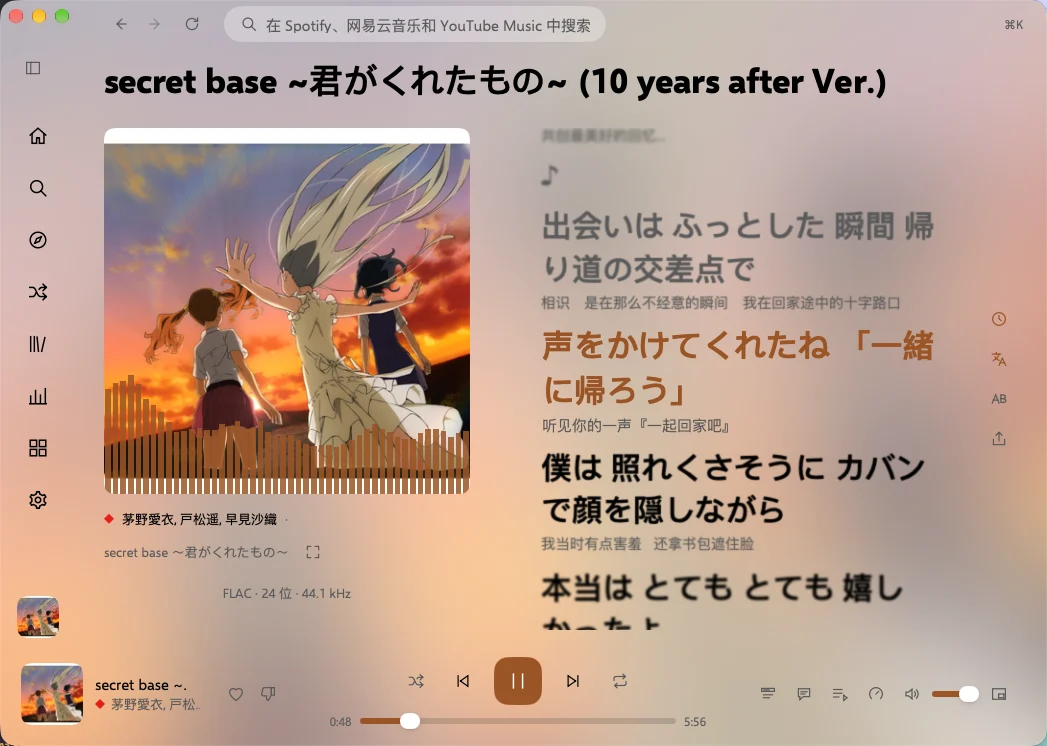 在 Spotify、网易云音乐和 YouTube Music 中搜索
⌘K
secret base ~君がくれたもの~ (10 years after Ver.)
共创最美好的回忆...
♪
出会いは ふっとした 瞬間 帰
り道の交差点で
相识 是在那么不经意的瞬间 我在回家途中的十字路口
声をかけてくれたね 「一緒
に帰ろう」
听见你的一声『一起回家吧』
僕は 照れくさそうに カバン
で顔を隠しながら
我当时有点害羞 还拿书包遮住脸
本当は とても とても 嬉し
かったよ
AB
茅野愛衣, 戸松遥, 早見沙織 ·
secret base ～君がくれたもの～
FLAC · 24 位 · 44.1 kHz
secret base ~.
茅野愛衣, 戸松..
0:48
5:56